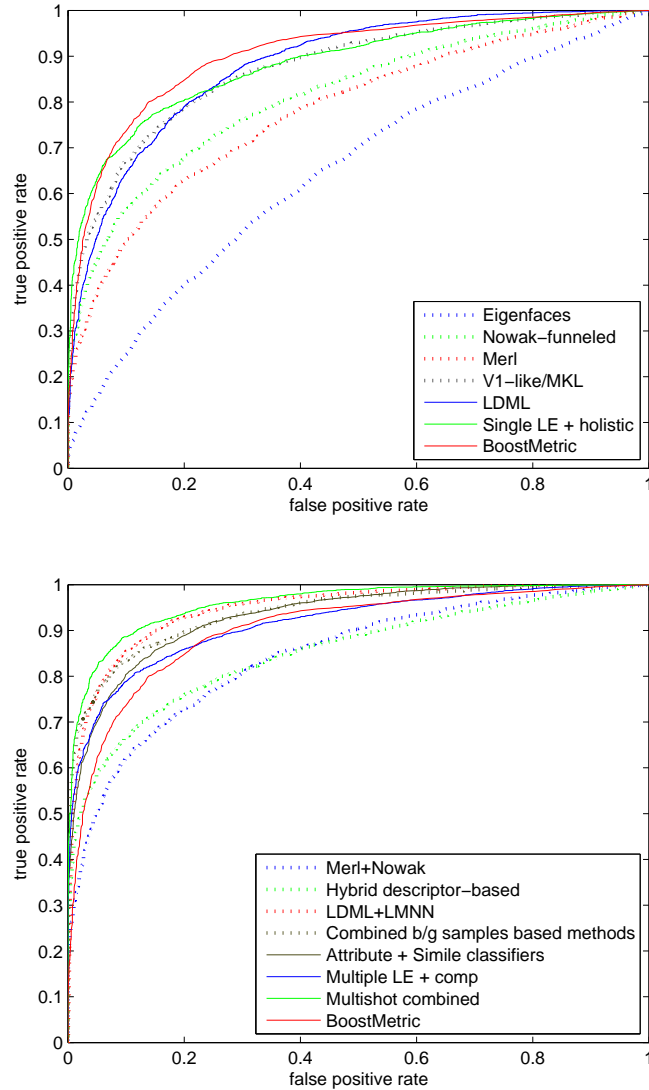 1
0.9
0.8
0.7
0.6
0.5
0.4
0.3
0.2
0.1
0
true positive rate
Eigenfaces
Nowak−funneled
Merl
V1−like/MKL
LDML
Single LE + holistic
BoostMetric
0 0.2 0.4 0.6 0.8 1
false positive rate
1
0.9
0.8
0.7
0.6
0.5
0.4
0.3
0.2
0.1
0
true positive rate
Merl+Nowak
Hybrid descriptor−based
LDML+LMNN
Combined b/g samples based methods
Attribute + Simile classifiers
Multiple LE + comp
Multishot combined
BoostMetric
0 0.2 0.4 0.6 0.8 1
false positive rate